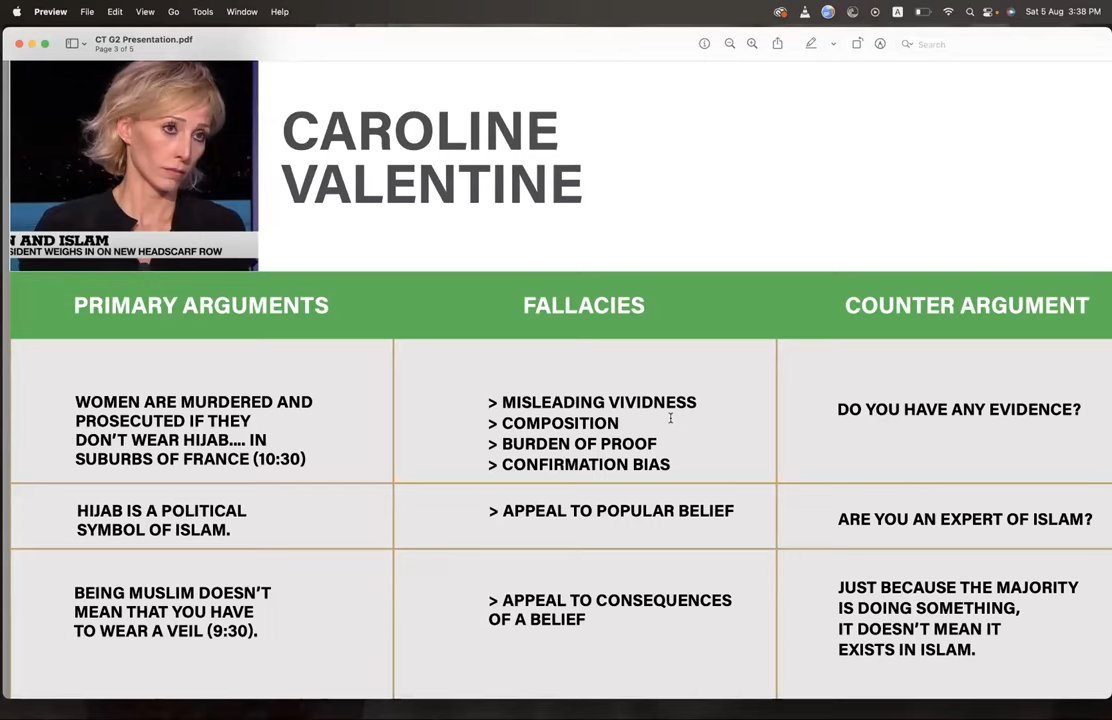 Preview File Edit View Go Tools Window Help A Sat 5 Aug 3:38 PM
CT G2 Presentation.pdf
Page 3 of 5
Search
N AND ISLAM
SIDENT WEIGHS IN ON NEW HEADSCARF ROW
CAROLINE
VALENTINE
PRIMARY ARGUMENTS FALLACIES COUNTER ARGUMENT
WOMEN ARE MURDERED AND
PROSECUTED IF THEY
DON'T WEAR HIJAB.... IN
SUBURBS OF FRANCE (10:30)
> MISLEADING VIVIDNESS
> COMPOSITION
> BURDEN OF PROOF
> CONFIRMATION BIAS
DO YOU HAVE ANY EVIDENCE?
HIJAB IS A POLITICAL
SYMBOL OF ISLAM.
> APPEAL TO POPULAR BELIEF
ARE YOU AN EXPERT OF ISLAM?
BEING MUSLIM DOESN'T
MEAN THAT YOU HAVE
TO WEAR A VEIL (9:30).
> APPEAL TO CONSEQUENCES
OF A BELIEF
JUST BECAUSE THE MAJORITY
IS DOING SOMETHING,
IT DOESN'T MEAN IT
EXISTS IN ISLAM.